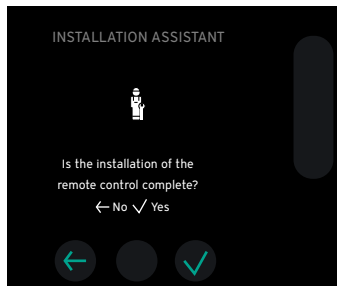 INSTALLATION ASSISTANT
Is the installation of the
remote control complete?
← No ✓ Yes